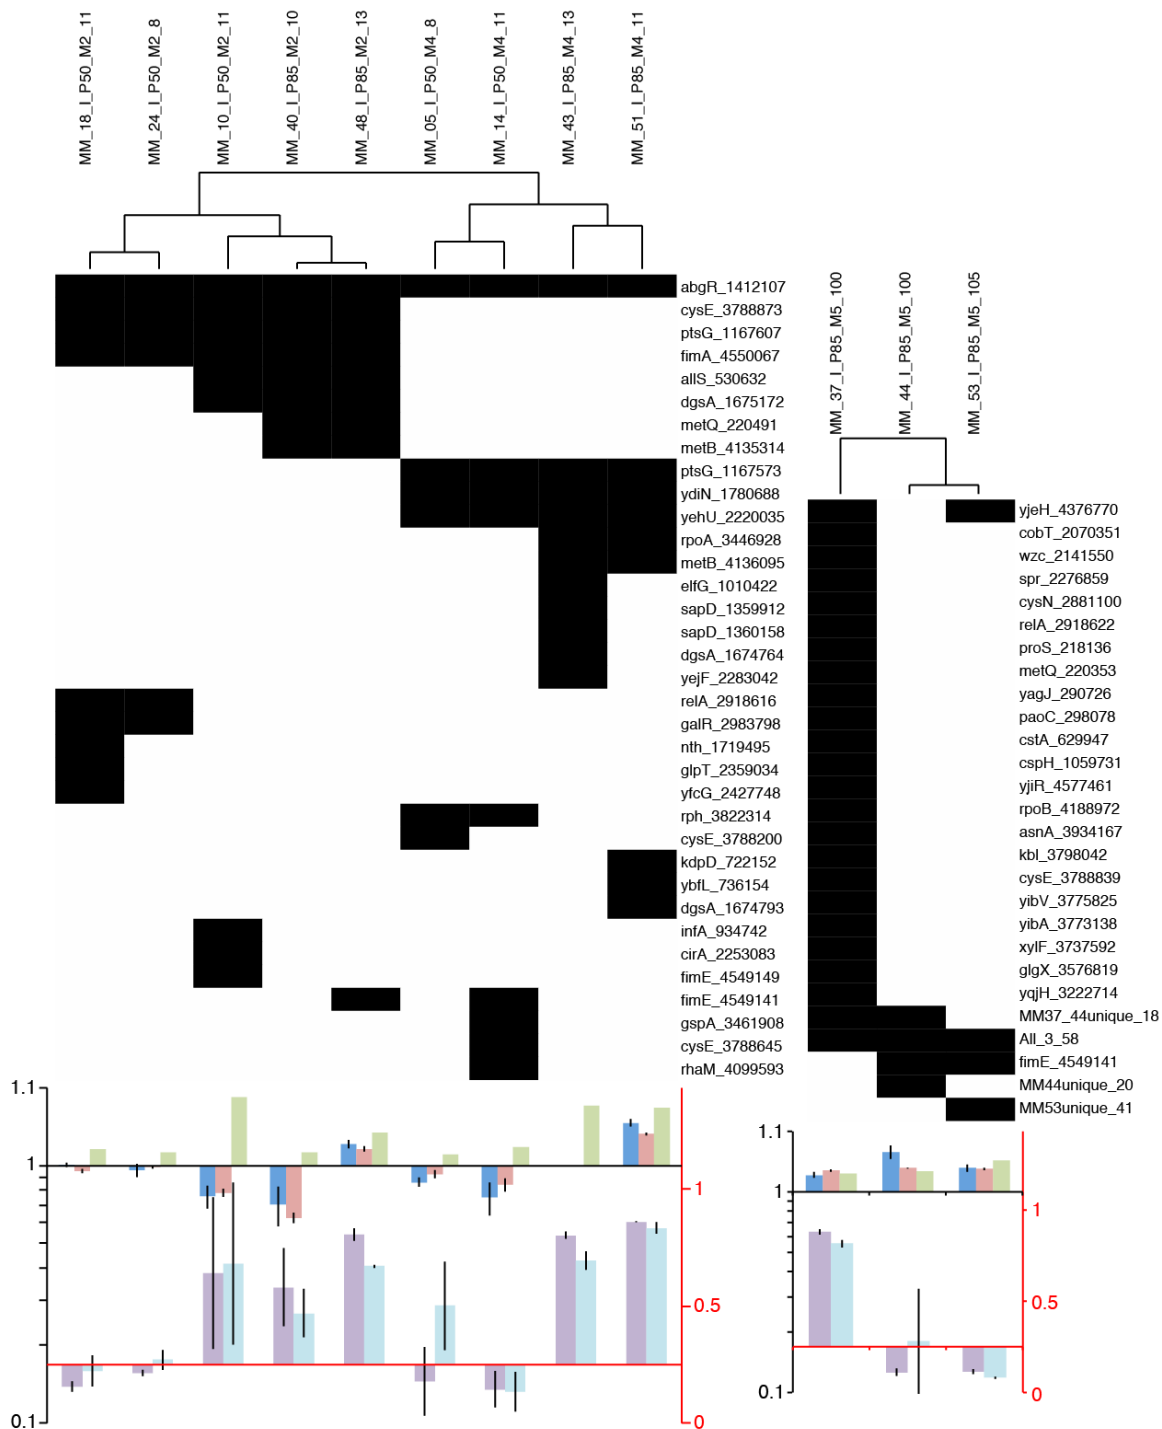 MM_18_I_P50_M2_11
MM_24_I_P50_M2_8
MM_10_I_P50_M2_11
MM_40_I_P85_M2_10
MM_48_I_P85_M2_13
MM_05_I_P50_M4_8
MM_14_I_P50_M4_11
MM_43_I_P85_M4_13
MM_51_I_P85_M4_11
abgR_1412107
cysE_3788873
ptsG_1167607
fimA_4550067
allS_530632
dgsA_1675172
metQ_220491
metB_4135314
ptsG_1167573
ydiN_1780688
yehU_2220035
rpoA_3446928
metB_4136095
elfG_1010422
sapD_1359912
sapD_1360158
dgsA_1674764
yejF_2283042
relA_2918616
galR_2983798
nth_1719495
glpT_2359034
yfcG_2427748
rph_3822314
cysE_3788200
kdpD_722152
ybfL_736154
dgsA_1674793
infA_934742
cirA_2253083
fimE_4549149
fimE_4549141
gspA_3461908
cysE_3788645
rhaM_4099593
1.1
1
0.1
1
0.5
0
MM_37_I_P85_M5_100
MM_44_I_P85_M5_100
MM_53_I_P85_M5_105
yjeH_4376770
cobT_2070351
wzc_2141550
spr_2276859
cysN_2881100
relA_2918622
proS_218136
metQ_220353
yagJ_290726
paoC_298078
cstA_629947
cspH_1059731
yjiR_4577461
rpoB_4188972
asnA_3934167
kbl_3798042
cysE_3788839
yibV_3775825
yibA_3773138
xylF_3737592
glgX_3576819
yqjH_3222714
MM37_44unique_18
All_3_58
fimE_4549141
MM44unique_20
MM53unique_41
1.1
1
0.1
1
0.5
0